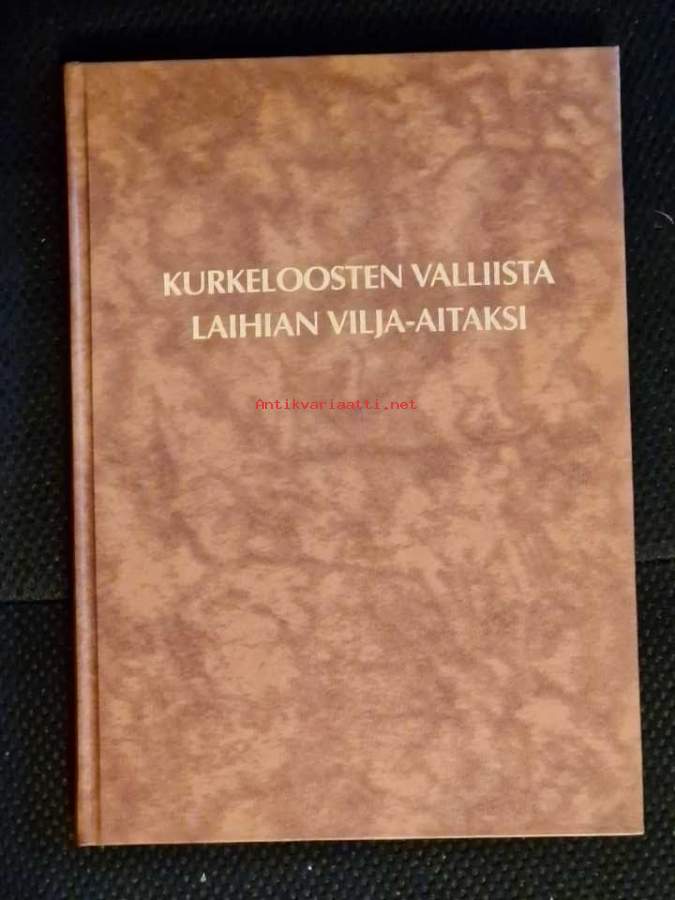 KURKELOOSTEN VALLIISTA
LAIHIAN VILJA-AITAKSI
Antikvariaatti.net